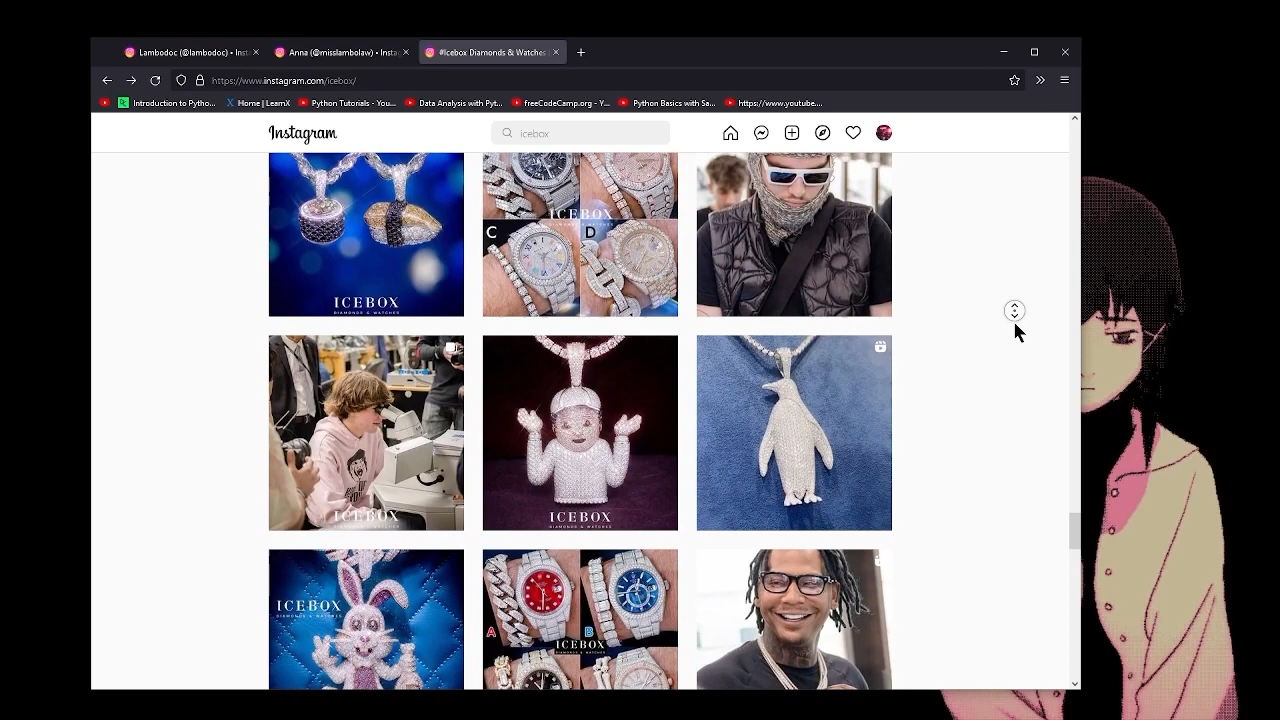 Lambodoc (@lambodoc) • Inst
Anna (@misslambolaw) • Insta
#Icebox Diamonds & Watches
https://www.instagram.com/icebox/
Introduction to Pytho...
Home | LearnX
Python Tutorials - You...
Data Analysis with Pyt...
freeCodeCamp.org - Y...
Python Basics with Sa...
https://www.youtube....
Instagram
icebox
ICEBOX
DIAMONDS & WATCHES
ICEBOX
C
D
ICEBOX
ICEBOX
DIAMONDS & WATCHES
ICEBOX
DIAMONDS & WATCHES
A
B
ICEBOX
DIAMONDS & WATCHES